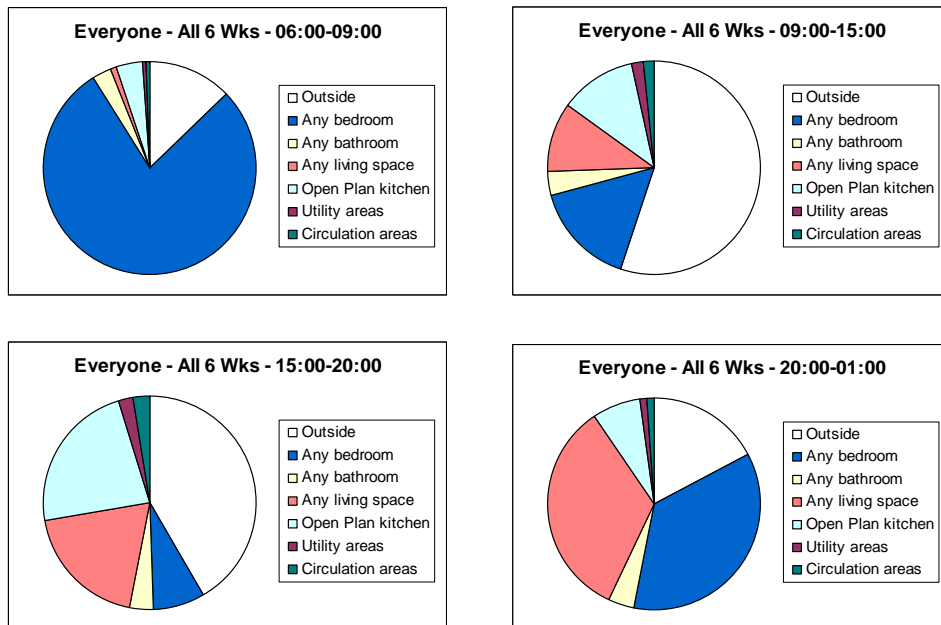 Everyone - All 6 Wks - 06:00-09:00
Outside
Any bedroom
Any bathroom
Any living space
Open Plan kitchen
Utility areas
Circulation areas
Everyone - All 6 Wks - 09:00-15:00
Outside
Any bedroom
Any bathroom
Any living space
Open Plan kitchen
Utility areas
Circulation areas
Everyone - All 6 Wks - 15:00-20:00
Outside
Any bedroom
Any bathroom
Any living space
Open Plan kitchen
Utility areas
Circulation areas
Everyone - All 6 Wks - 20:00-01:00
Outside
Any bedroom
Any bathroom
Any living space
Open Plan kitchen
Utility areas
Circulation areas